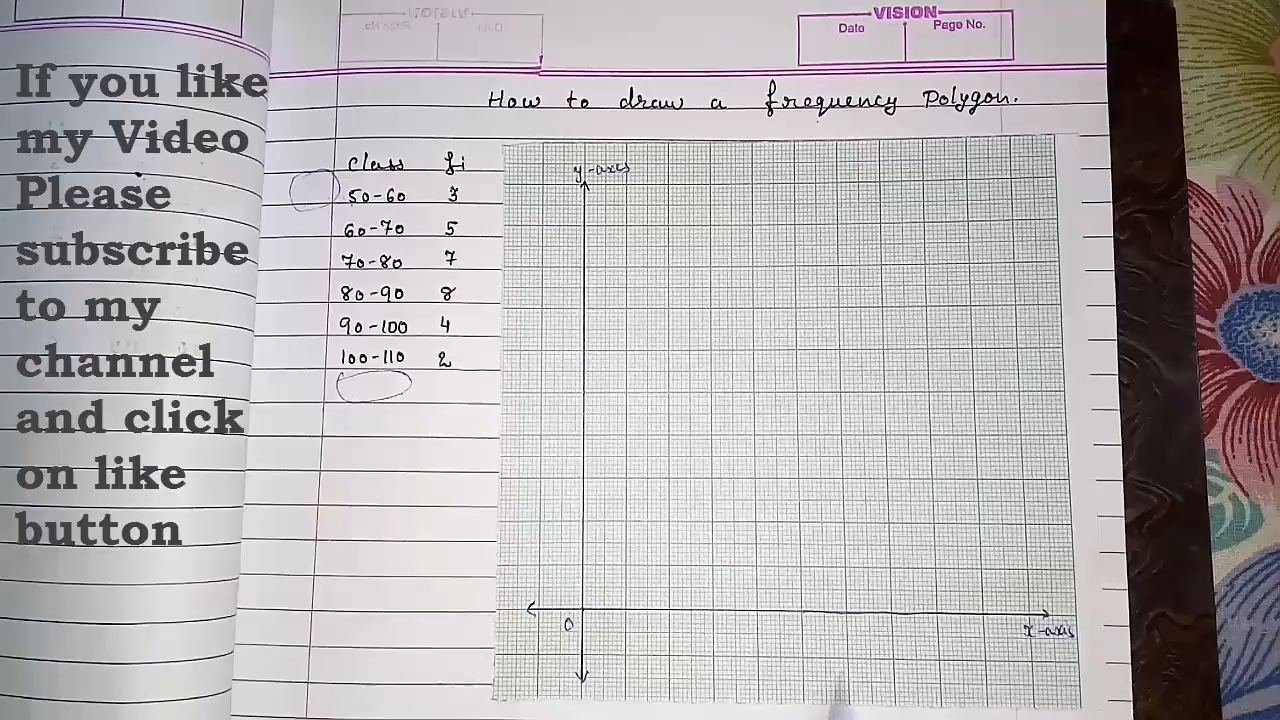 If you like
my Video
Please
subscribe
to my
channel
and click
on like
button
VISION
Date Page No.
How to draw a frequency Polygon.
Class fi
50-60 3
60-70 5
70-80 7
80-90 8
90-100 4
100-110 2
y-axis
0
x-axis